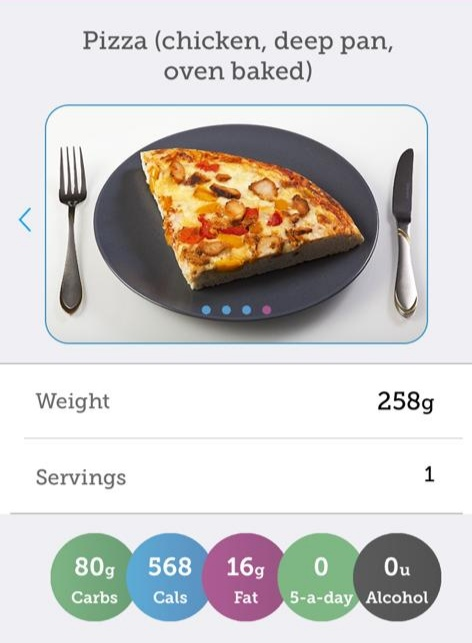 Pizza (chicken, deep pan,
oven baked)
Weight 258g
Servings 1
80g 568 16g 0 0u
Carbs Cals Fat 5-a-day Alcohol